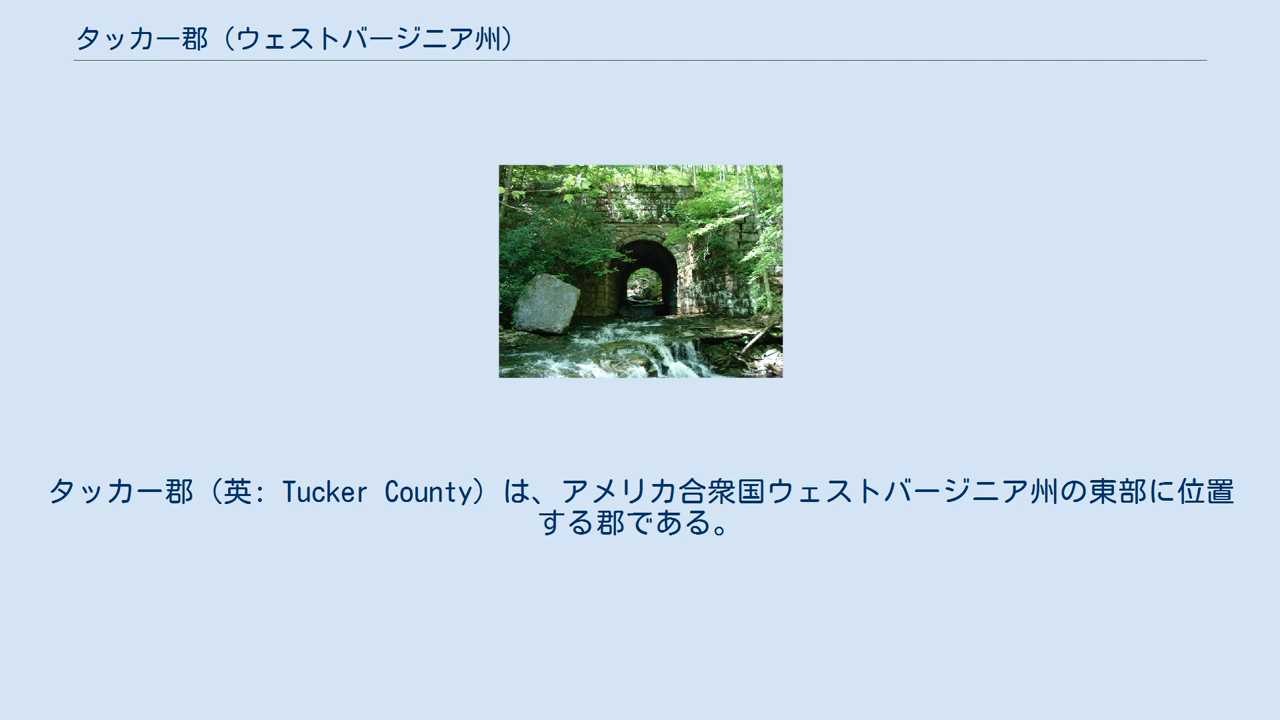 タッカー郡（ウェストバージニア州）
タッカー郡（英: Tucker County）は、アメリカ合衆国ウェストバージニア州の東部に位置
する郡である。